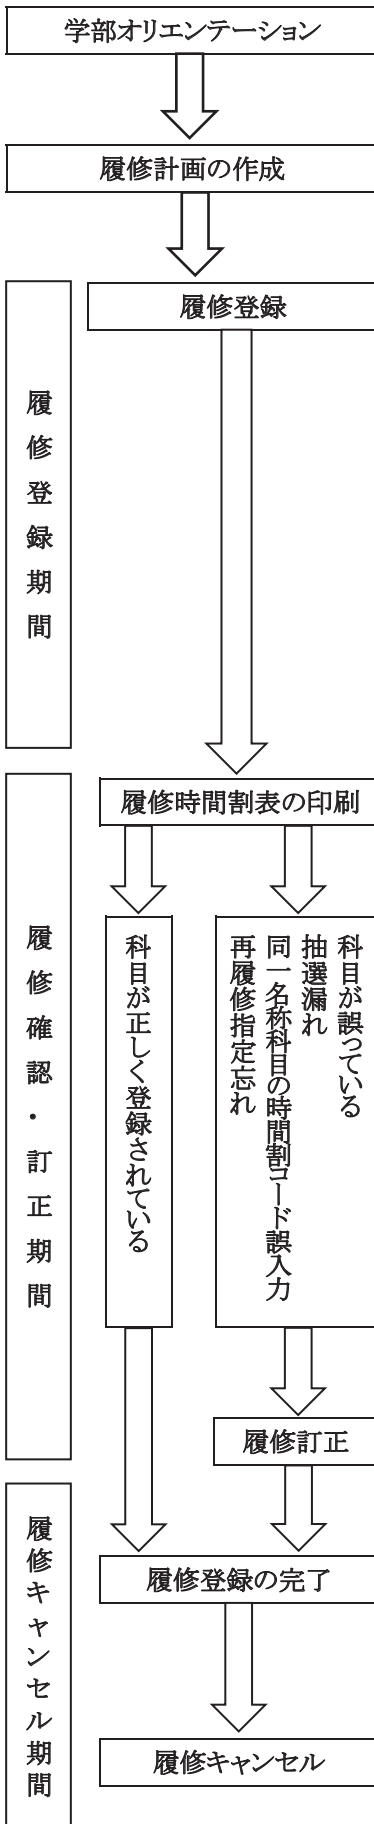 学部オリエンテーション
履修計画の作成
履修登録期間
履修登録
履修確認・訂正期間
履修時間割表の印刷
科目が正しく登録されている
科目が誤っている
抽選漏れ
同一名称科目の時間割コード誤入力
再履修指定忘れ
履修訂正
履修キャンセル期間
履修登録の完了
履修キャンセル